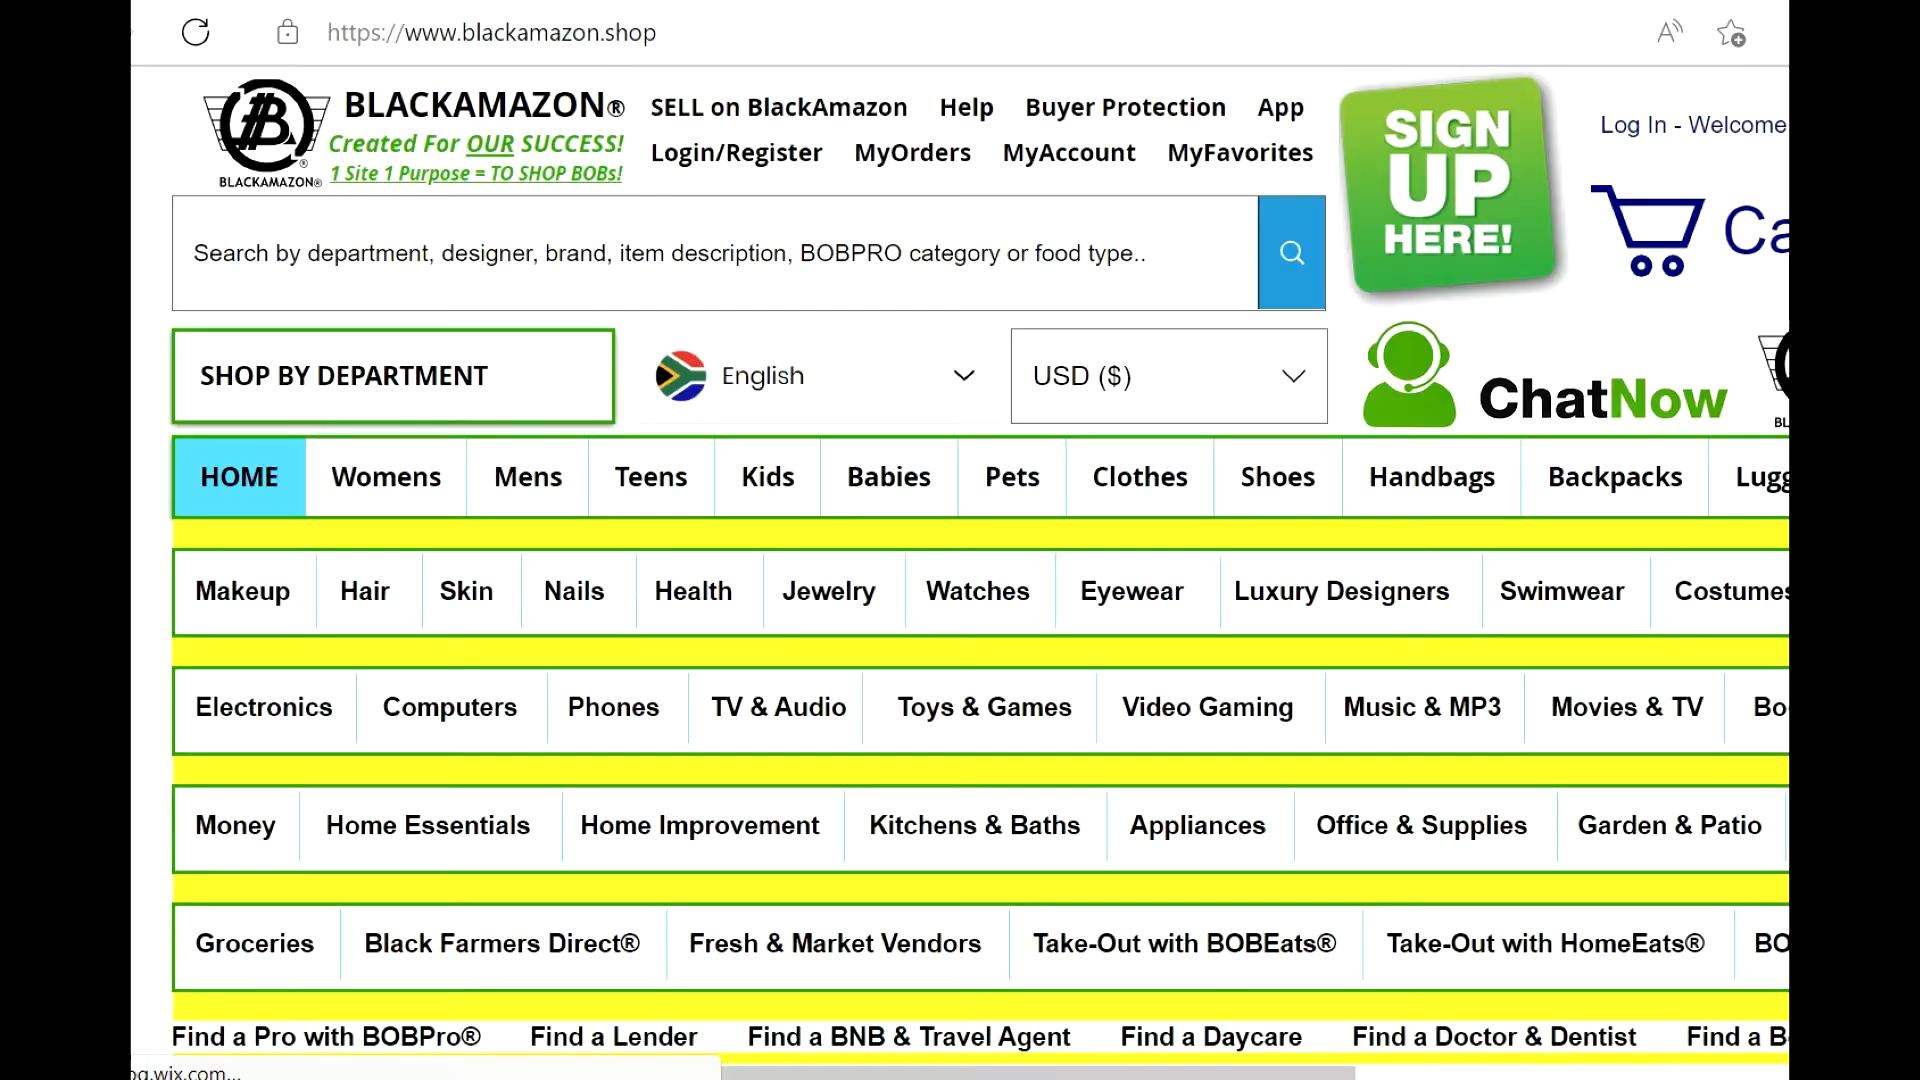 https://www.blackamazon.shop
BLACKAMAZON®
Created For OUR SUCCESS!
1 Site 1 Purpose = TO SHOP BOBs!
BLACKAMAZON®
SELL on BlackAmazon Help Buyer Protection App
Login/Register MyOrders MyAccount MyFavorites
SIGN
UP
HERE!
Log In - Welcome
Search by department, designer, brand, item description, BOBPRO category or food type..
SHOP BY DEPARTMENT
English
USD ($)
ChatNow
HOME Womens Mens Teens Kids Babies Pets Clothes Shoes Handbags Backpacks
Makeup Hair Skin Nails Health Jewelry Watches Eyewear Luxury Designers Swimwear Costumes
Electronics Computers Phones TV & Audio Toys & Games Video Gaming Music & MP3 Movies & TV
Money Home Essentials Home Improvement Kitchens & Baths Appliances Office & Supplies Garden & Patio
Groceries Black Farmers Direct® Fresh & Market Vendors Take-Out with BOBEats® Take-Out with HomeEats®
Find a Pro with BOBPro® Find a Lender Find a BNB & Travel Agent Find a Daycare Find a Doctor & Dentist Find a